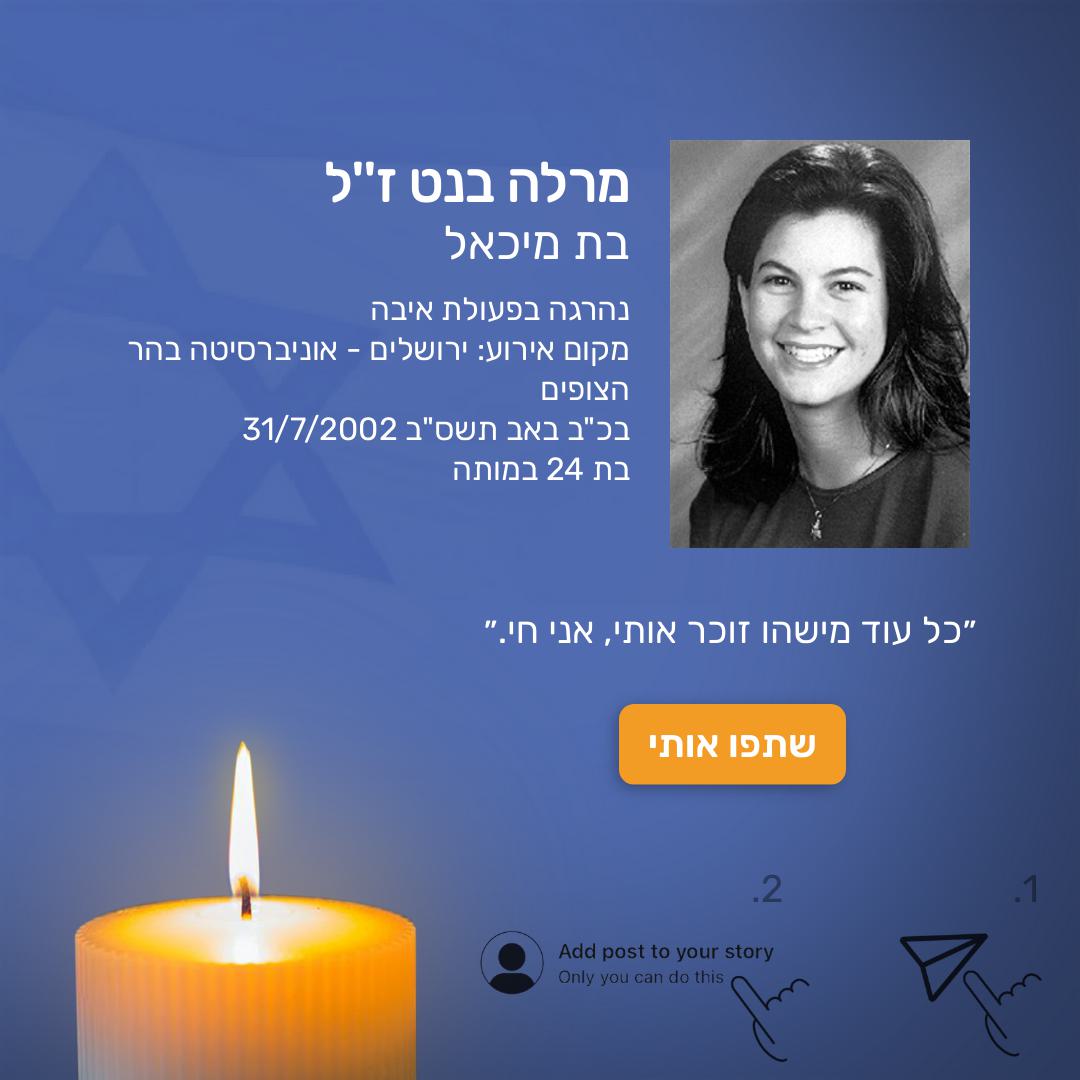 מרלה בנט ז"ל
בת מיכאל
נהרגה בפעולת איבה
מקום אירוע: ירושלים - אוניברסיטה בהר
הצופים
בכ"ב באב תשס"ב 31/7/2002
בת 24 במותה
״כל עוד מישהו זוכר אותי, אני חי.״
שתפו אותי
.1
.2
Add post to your story
Only you can do this